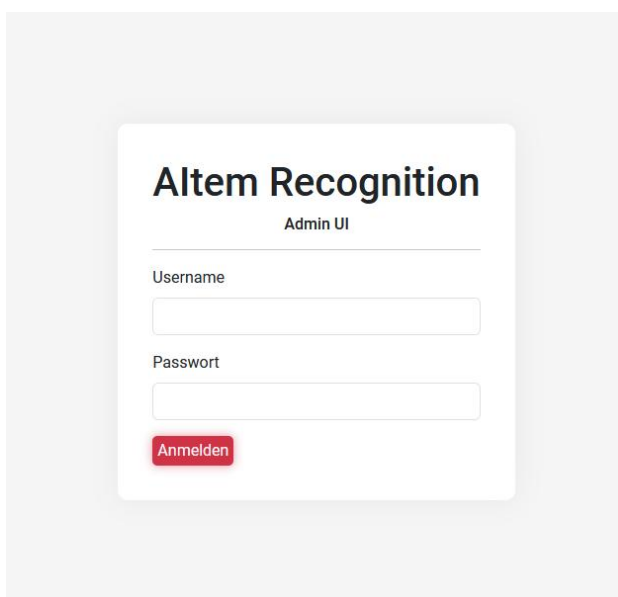 AItem Recognition
Admin UI
Username
Passwort
Anmelden